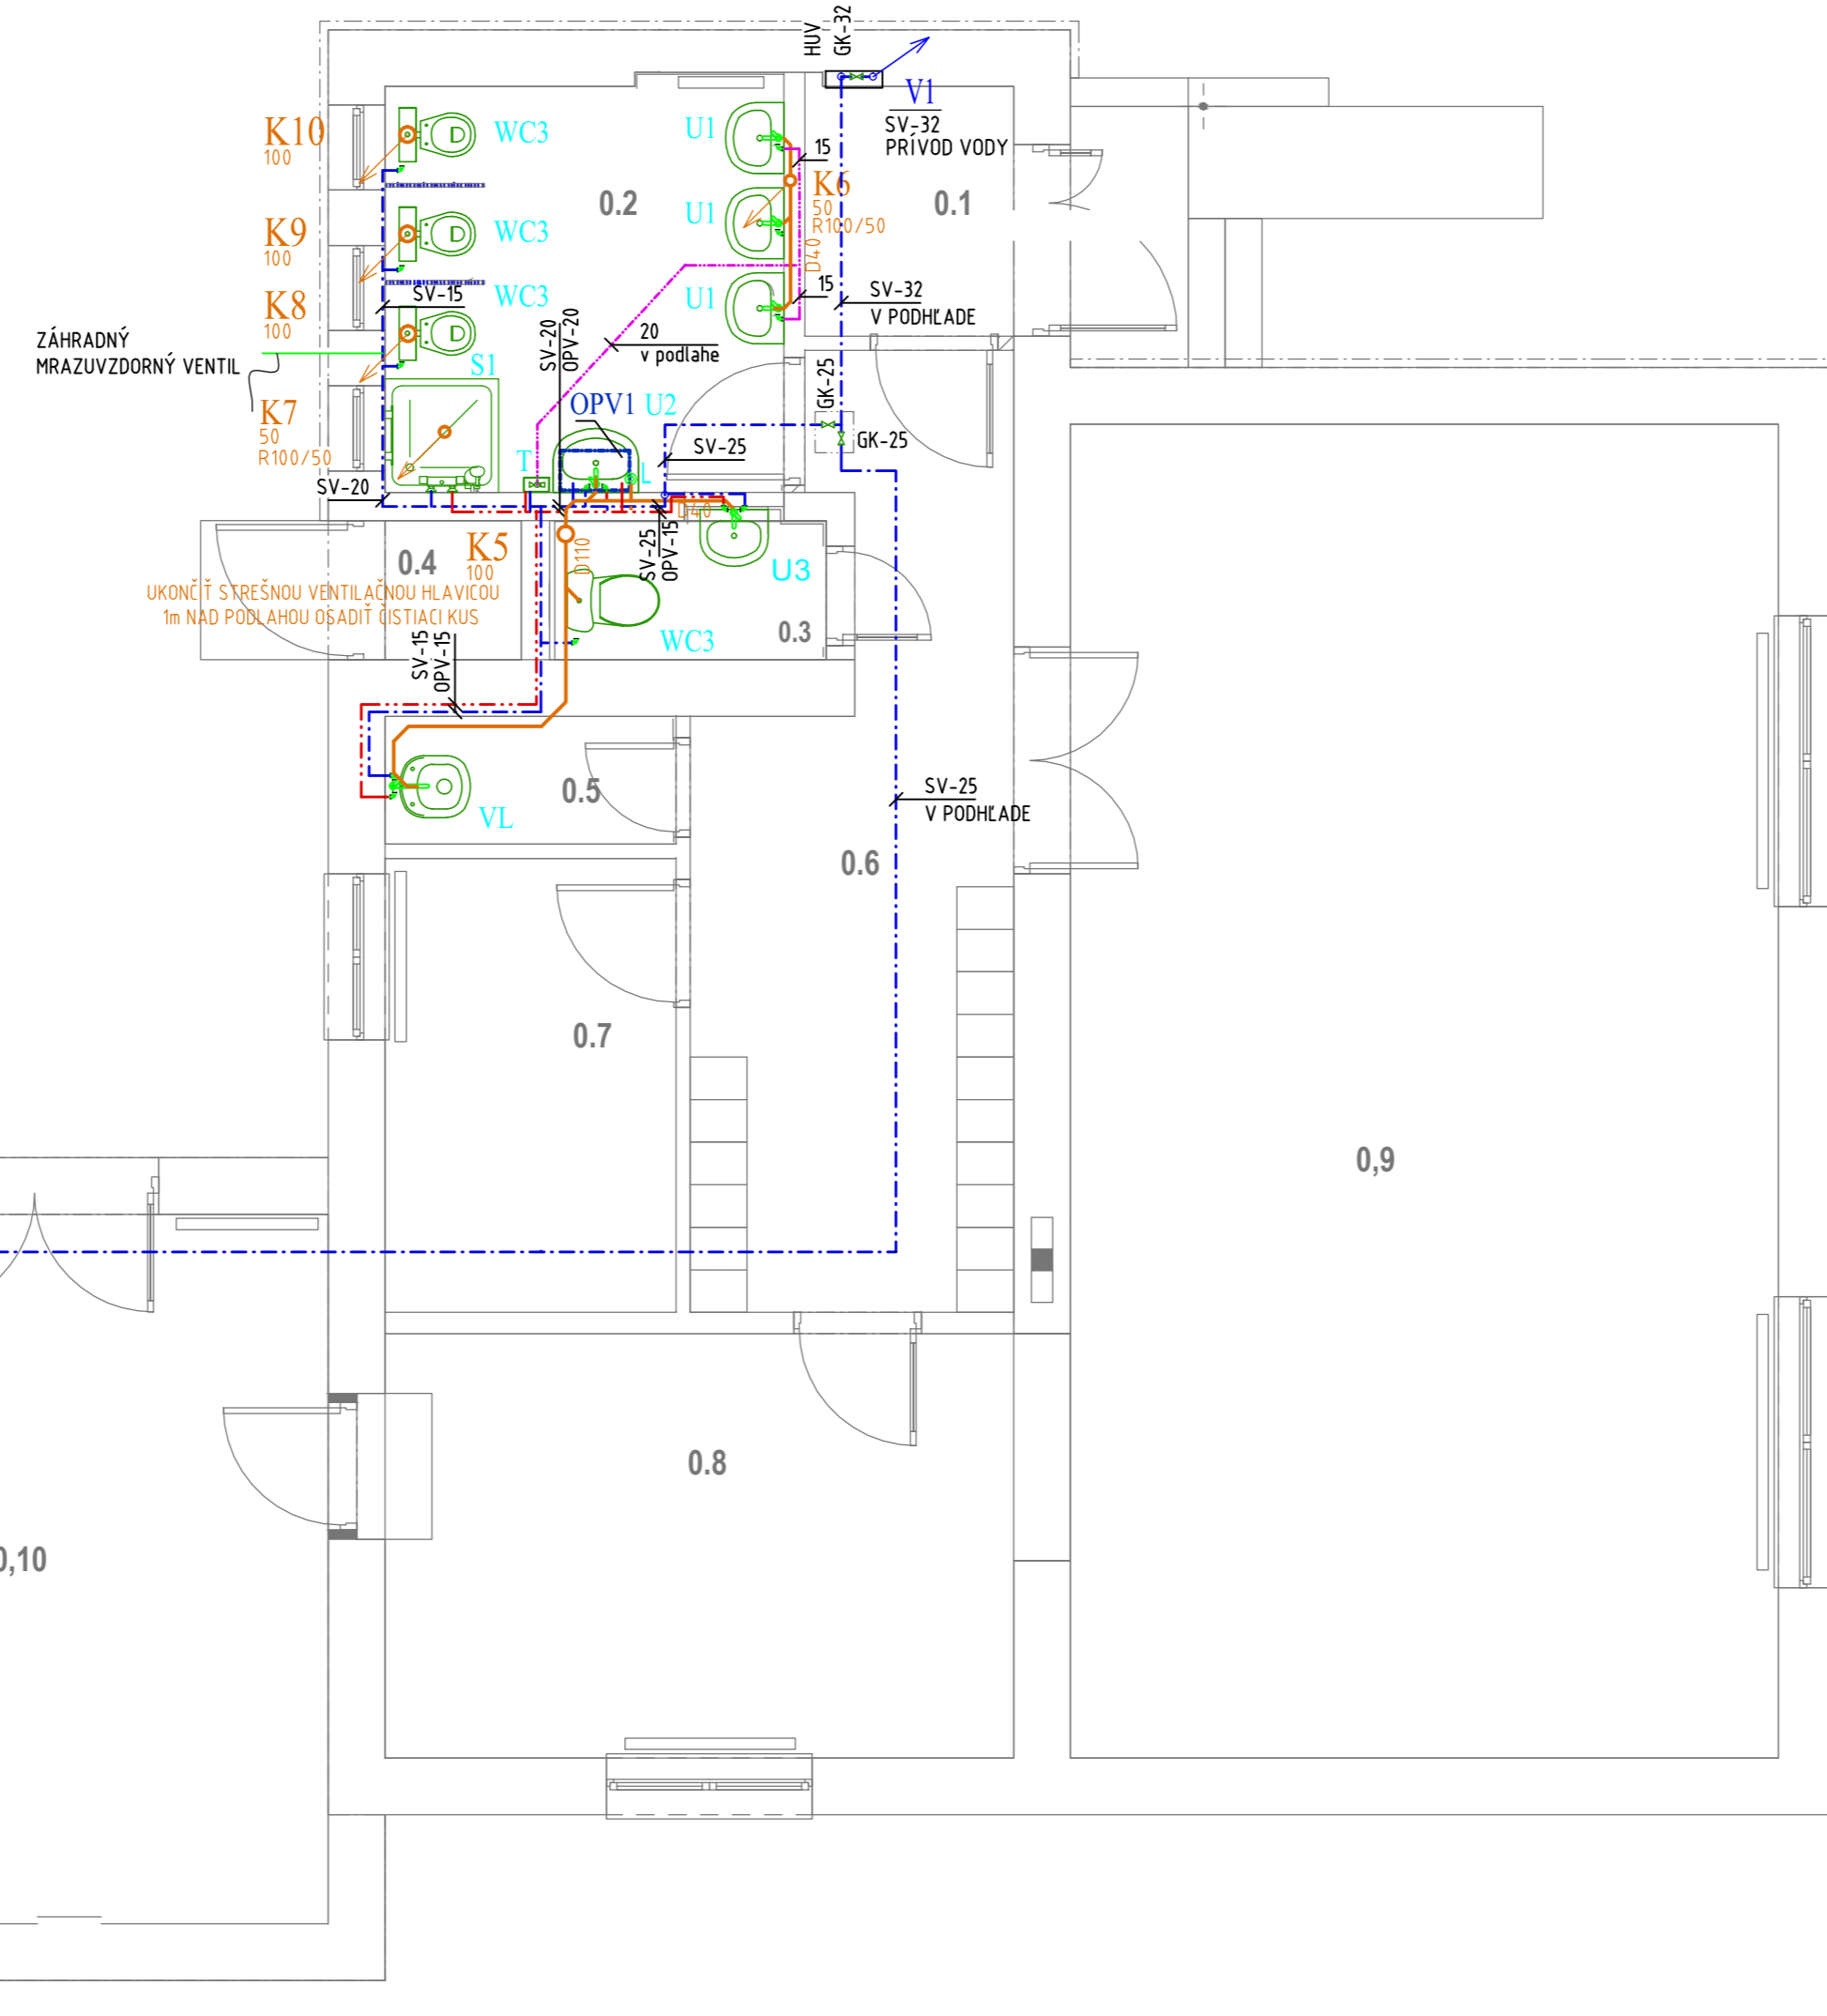 HUV
GK-32
V1
SV-32
PRÍVOD VODY
K10
100
WC3
U1
15
K6
50
R100/50
D40
0.2
0.1
K9
100
WC3
U1
K8
100
SV-15
WC3
U1
15
SV-32
V PODHĽADE
ZÁHRADNÝ
MRAZUVZDORNÝ VENTIL
S1
SV-20
OPV-20
20
v podlahe
GK-25
GK-25
K7
50
R100/50
OPV1
U2
SV-25
T
L
SV-20
D40
K5
100
D110
SV-25
OPV-15
0.4
U3
UKONČIŤ STREŠNOU VENTILAČNOU HLAVICOU
1m NAD PODLAHOU OSADIŤ ČISTIACI KUS
0.3
WC3
SV-15
OPV-15
0.5
VL
SV-25
V PODHĽADE
0.6
0.7
0,9
0.8
0,10